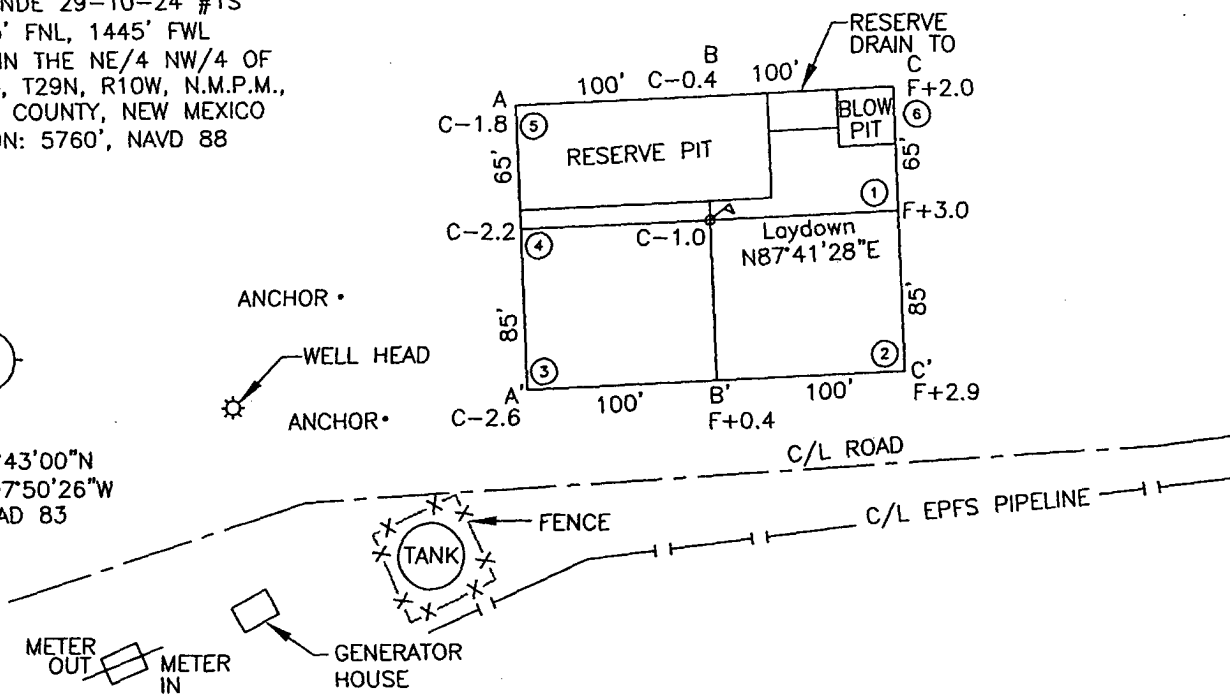 NDE 29-10-24 #1S
' FNL, 1445' FWL
IN THE NE/4 NW/4 OF
, T29N, R10W, N.M.P.M.,
COUNTY, NEW MEXICO
N: 5760', NAVD 88
RESERVE
DRAIN TO
A
100'
B
C-0.4
100'
C
F+2.0
C-1.8
5
BLOW
PIT
6
65'
RESERVE PIT
65'
1
C-2.2
4
C-1.0
F+3.0
Laydown
N87°41'28"E
85'
85'
3
2
A'
C-2.6
100'
B'
F+0.4
100'
C'
F+2.9
ANCHOR
WELL HEAD
ANCHOR
43'00"N
7°50'26"W
AD 83
C/L ROAD
C/L EPFS PIPELINE
FENCE
TANK
METER
OUT
METER
IN
GENERATOR
HOUSE